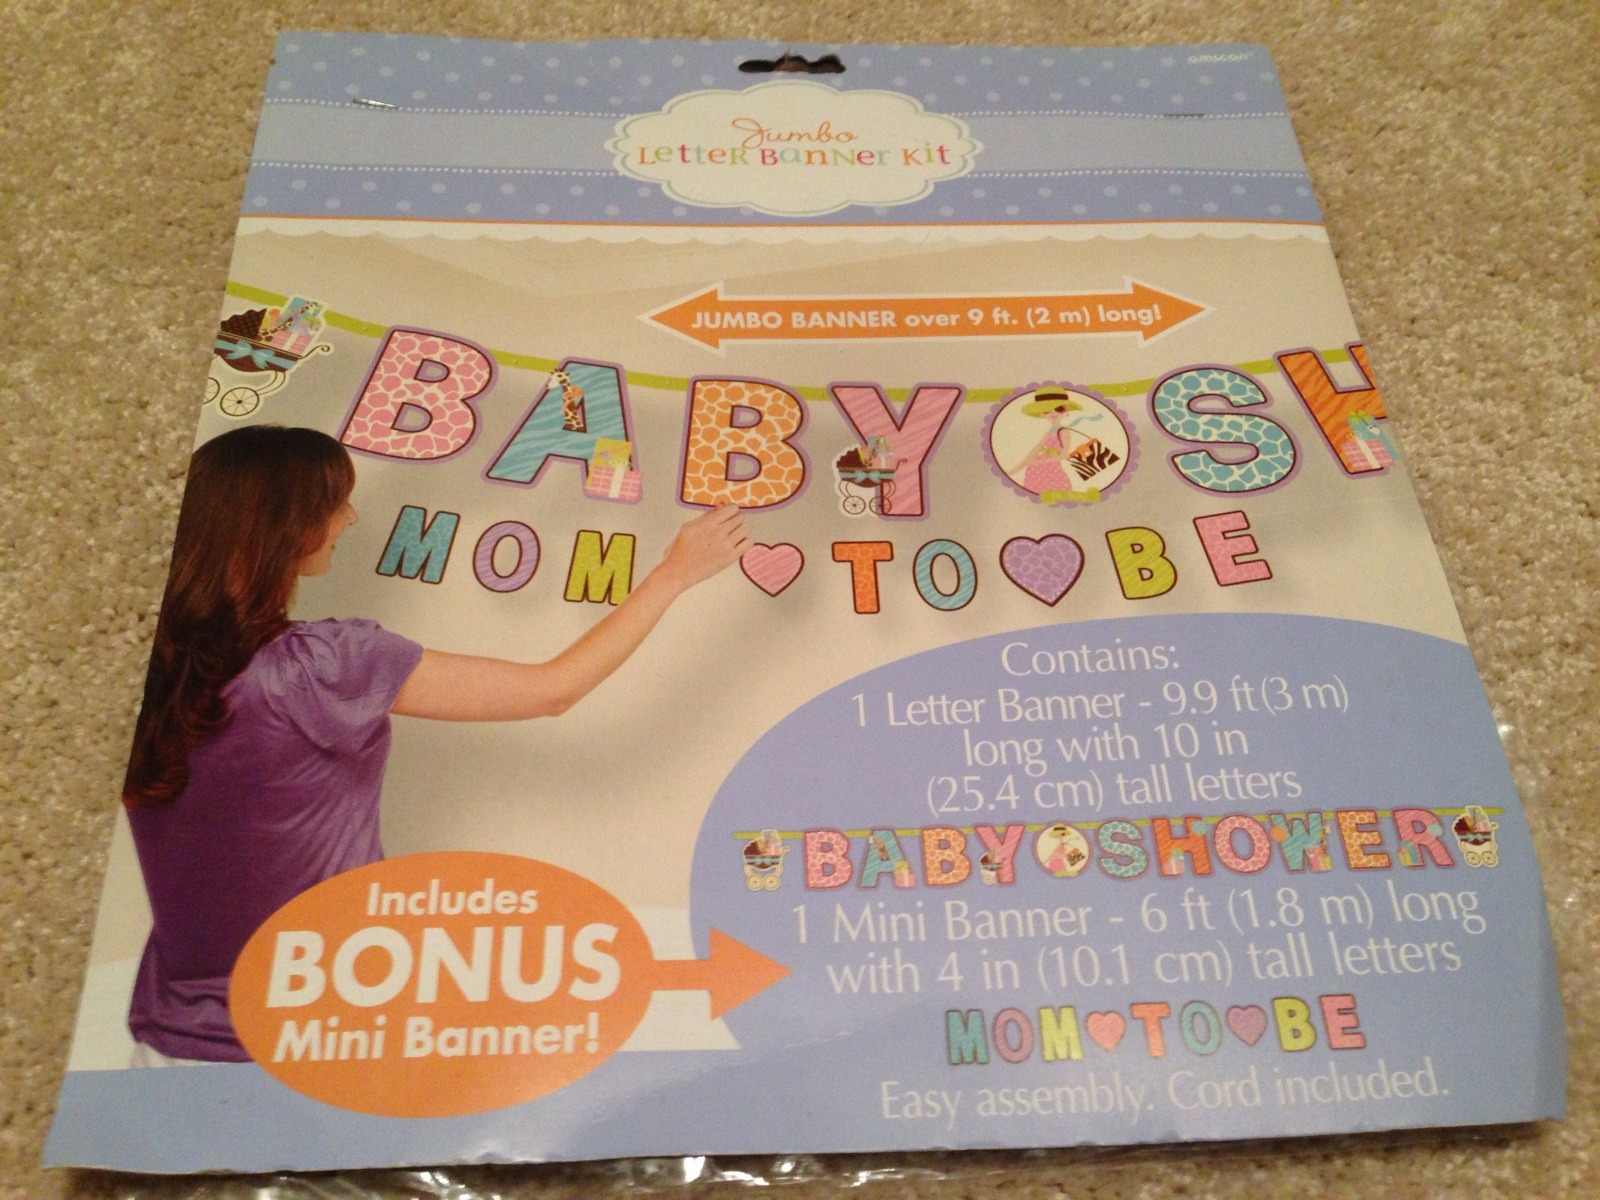 amscan
Jumbo
LetteR BanNer Kit
JUMBO BANNER over 9 ft. (2 m) long!
BABY SH
MOM TO BE
Contains:
1 Letter Banner - 9.9 ft (3 m)
long with 10 in
(25.4 cm) tall letters
BABY SHOWER
1 Mini Banner - 6 ft (1.8 m) long
with 4 in (10.1 cm) tall letters
MOM TO BE
Easy assembly. Cord included.
Includes
BONUS
Mini Banner!